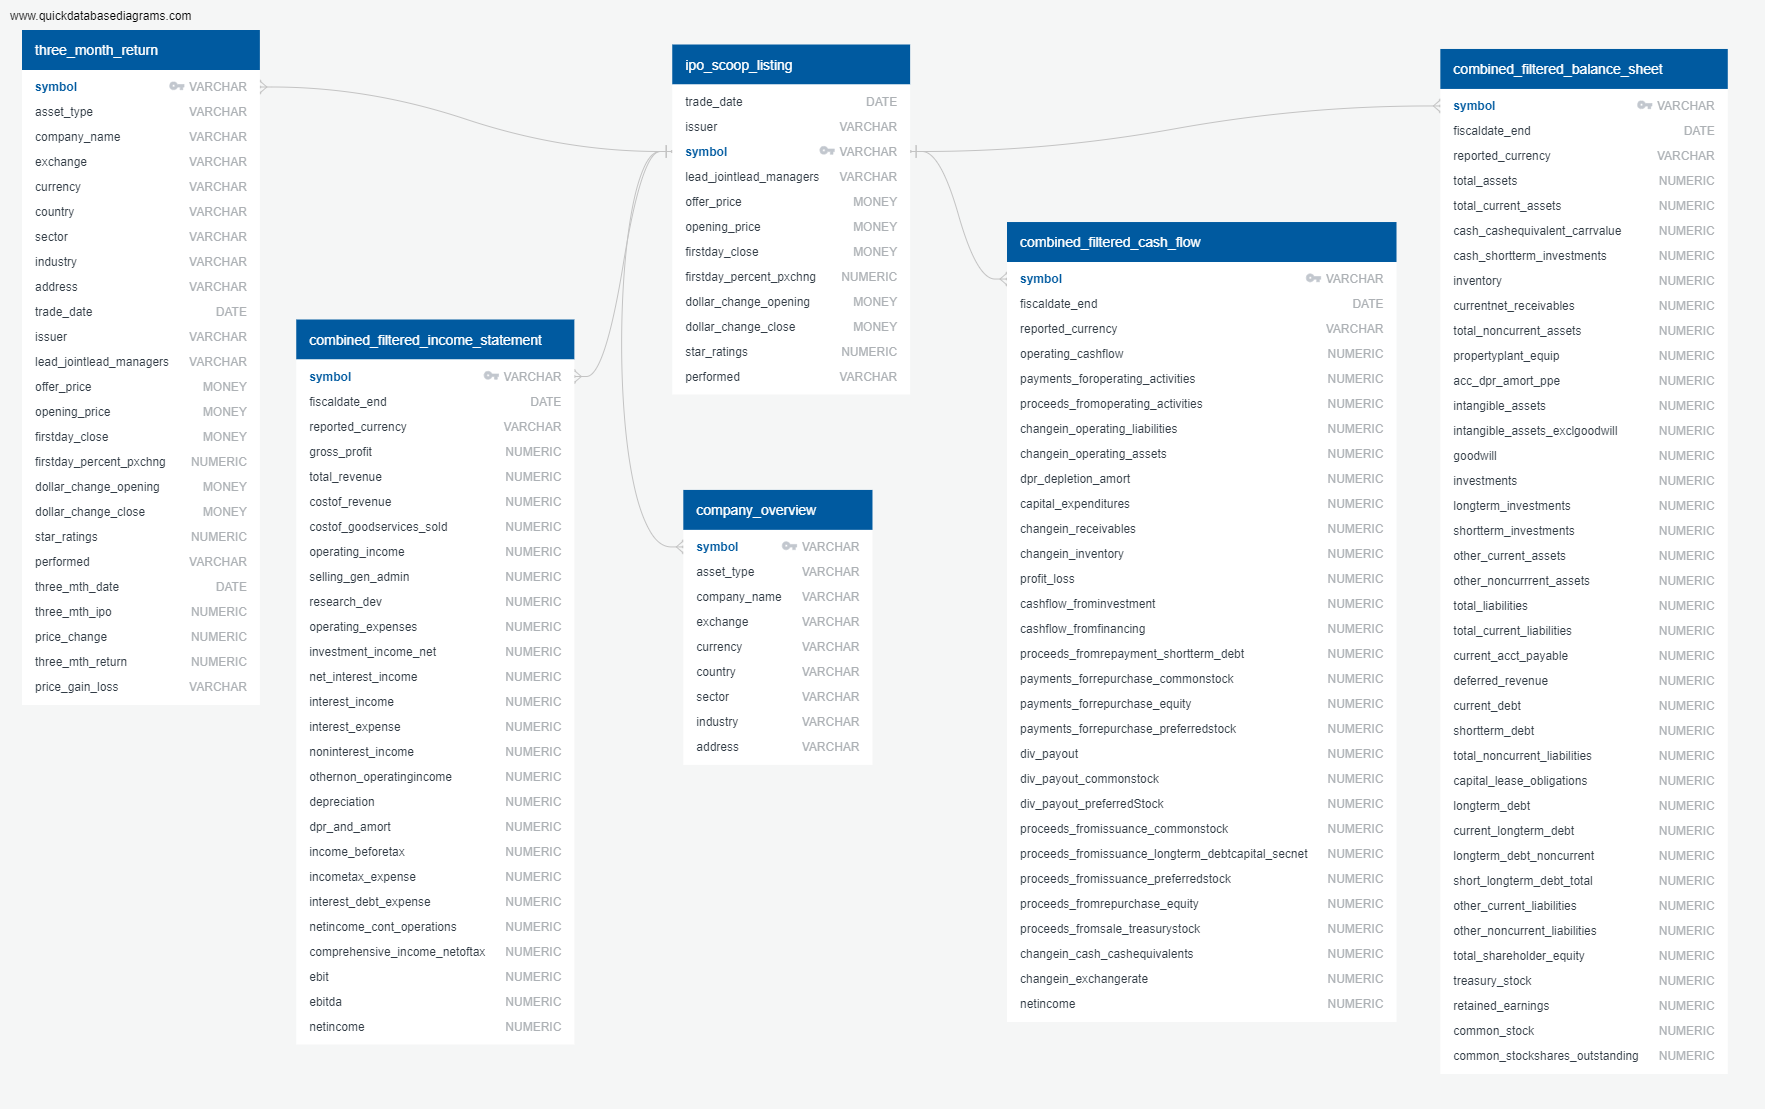 www.quickdatabasediagrams.com
three_month_return
symbol VARCHAR
asset_type VARCHAR
company_name VARCHAR
exchange VARCHAR
currency VARCHAR
country VARCHAR
sector VARCHAR
industry VARCHAR
address VARCHAR
trade_date DATE
issuer VARCHAR
lead_jointlead_managers VARCHAR
offer_price MONEY
opening_price MONEY
firstday_close MONEY
firstday_percent_pxchng NUMERIC
dollar_change_opening MONEY
dollar_change_close MONEY
star_ratings NUMERIC
performed VARCHAR
three_mth_date DATE
three_mth_ipo NUMERIC
price_change NUMERIC
three_mth_return NUMERIC
price_gain_loss VARCHAR
combined_filtered_income_statement
symbol VARCHAR
fiscaldate_end DATE
reported_currency VARCHAR
gross_profit NUMERIC
total_revenue NUMERIC
costof_revenue NUMERIC
costof_goodservices_sold NUMERIC
operating_income NUMERIC
selling_gen_admin NUMERIC
research_dev NUMERIC
operating_expenses NUMERIC
investment_income_net NUMERIC
net_interest_income NUMERIC
interest_income NUMERIC
interest_expense NUMERIC
noninterest_income NUMERIC
othernon_operatingincome NUMERIC
depreciation NUMERIC
dpr_and_amort NUMERIC
income_beforetax NUMERIC
incometax_expense NUMERIC
interest_debt_expense NUMERIC
netincome_cont_operations NUMERIC
comprehensive_income_netoftax NUMERIC
ebit NUMERIC
ebitda NUMERIC
netincome NUMERIC
ipo_scoop_listing
trade_date DATE
issuer VARCHAR
symbol VARCHAR
lead_jointlead_managers VARCHAR
offer_price MONEY
opening_price MONEY
firstday_close MONEY
firstday_percent_pxchng NUMERIC
dollar_change_opening MONEY
dollar_change_close MONEY
star_ratings NUMERIC
performed VARCHAR
company_overview
symbol VARCHAR
asset_type VARCHAR
company_name VARCHAR
exchange VARCHAR
currency VARCHAR
country VARCHAR
sector VARCHAR
industry VARCHAR
address VARCHAR
combined_filtered_cash_flow
symbol VARCHAR
fiscaldate_end DATE
reported_currency VARCHAR
operating_cashflow NUMERIC
payments_foroperating_activities NUMERIC
proceeds_fromoperating_activities NUMERIC
changein_operating_liabilities NUMERIC
changein_operating_assets NUMERIC
dpr_depletion_amort NUMERIC
capital_expenditures NUMERIC
changein_receivables NUMERIC
changein_inventory NUMERIC
profit_loss NUMERIC
cashflow_frominvestment NUMERIC
cashflow_fromfinancing NUMERIC
proceeds_fromrepayment_shortterm_debt NUMERIC
payments_forrepurchase_commonstock NUMERIC
payments_forrepurchase_equity NUMERIC
payments_forrepurchase_preferredstock NUMERIC
div_payout NUMERIC
div_payout_commonstock NUMERIC
div_payout_preferredStock NUMERIC
proceeds_fromissuance_commonstock NUMERIC
proceeds_fromissuance_longterm_debtcapital_secnet NUMERIC
proceeds_fromissuance_preferredstock NUMERIC
proceeds_fromrepurchase_equity NUMERIC
proceeds_fromsale_treasurystock NUMERIC
changein_cash_cashequivalents NUMERIC
changein_exchangerate NUMERIC
netincome NUMERIC
combined_filtered_balance_sheet
symbol VARCHAR
fiscaldate_end DATE
reported_currency VARCHAR
total_assets NUMERIC
total_current_assets NUMERIC
cash_cashequivalent_carrvalue NUMERIC
cash_shortterm_investments NUMERIC
inventory NUMERIC
currentnet_receivables NUMERIC
total_noncurrent_assets NUMERIC
propertyplant_equip NUMERIC
acc_dpr_amort_ppe NUMERIC
intangible_assets NUMERIC
intangible_assets_exclgoodwill NUMERIC
goodwill NUMERIC
investments NUMERIC
longterm_investments NUMERIC
shortterm_investments NUMERIC
other_current_assets NUMERIC
other_noncurrrent_assets NUMERIC
total_liabilities NUMERIC
total_current_liabilities NUMERIC
current_acct_payable NUMERIC
deferred_revenue NUMERIC
current_debt NUMERIC
shortterm_debt NUMERIC
total_noncurrent_liabilities NUMERIC
capital_lease_obligations NUMERIC
longterm_debt NUMERIC
current_longterm_debt NUMERIC
longterm_debt_noncurrent NUMERIC
short_longterm_debt_total NUMERIC
other_current_liabilities NUMERIC
other_noncurrent_liabilities NUMERIC
total_shareholder_equity NUMERIC
treasury_stock NUMERIC
retained_earnings NUMERIC
common_stock NUMERIC
common_stockshares_outstanding NUMERIC